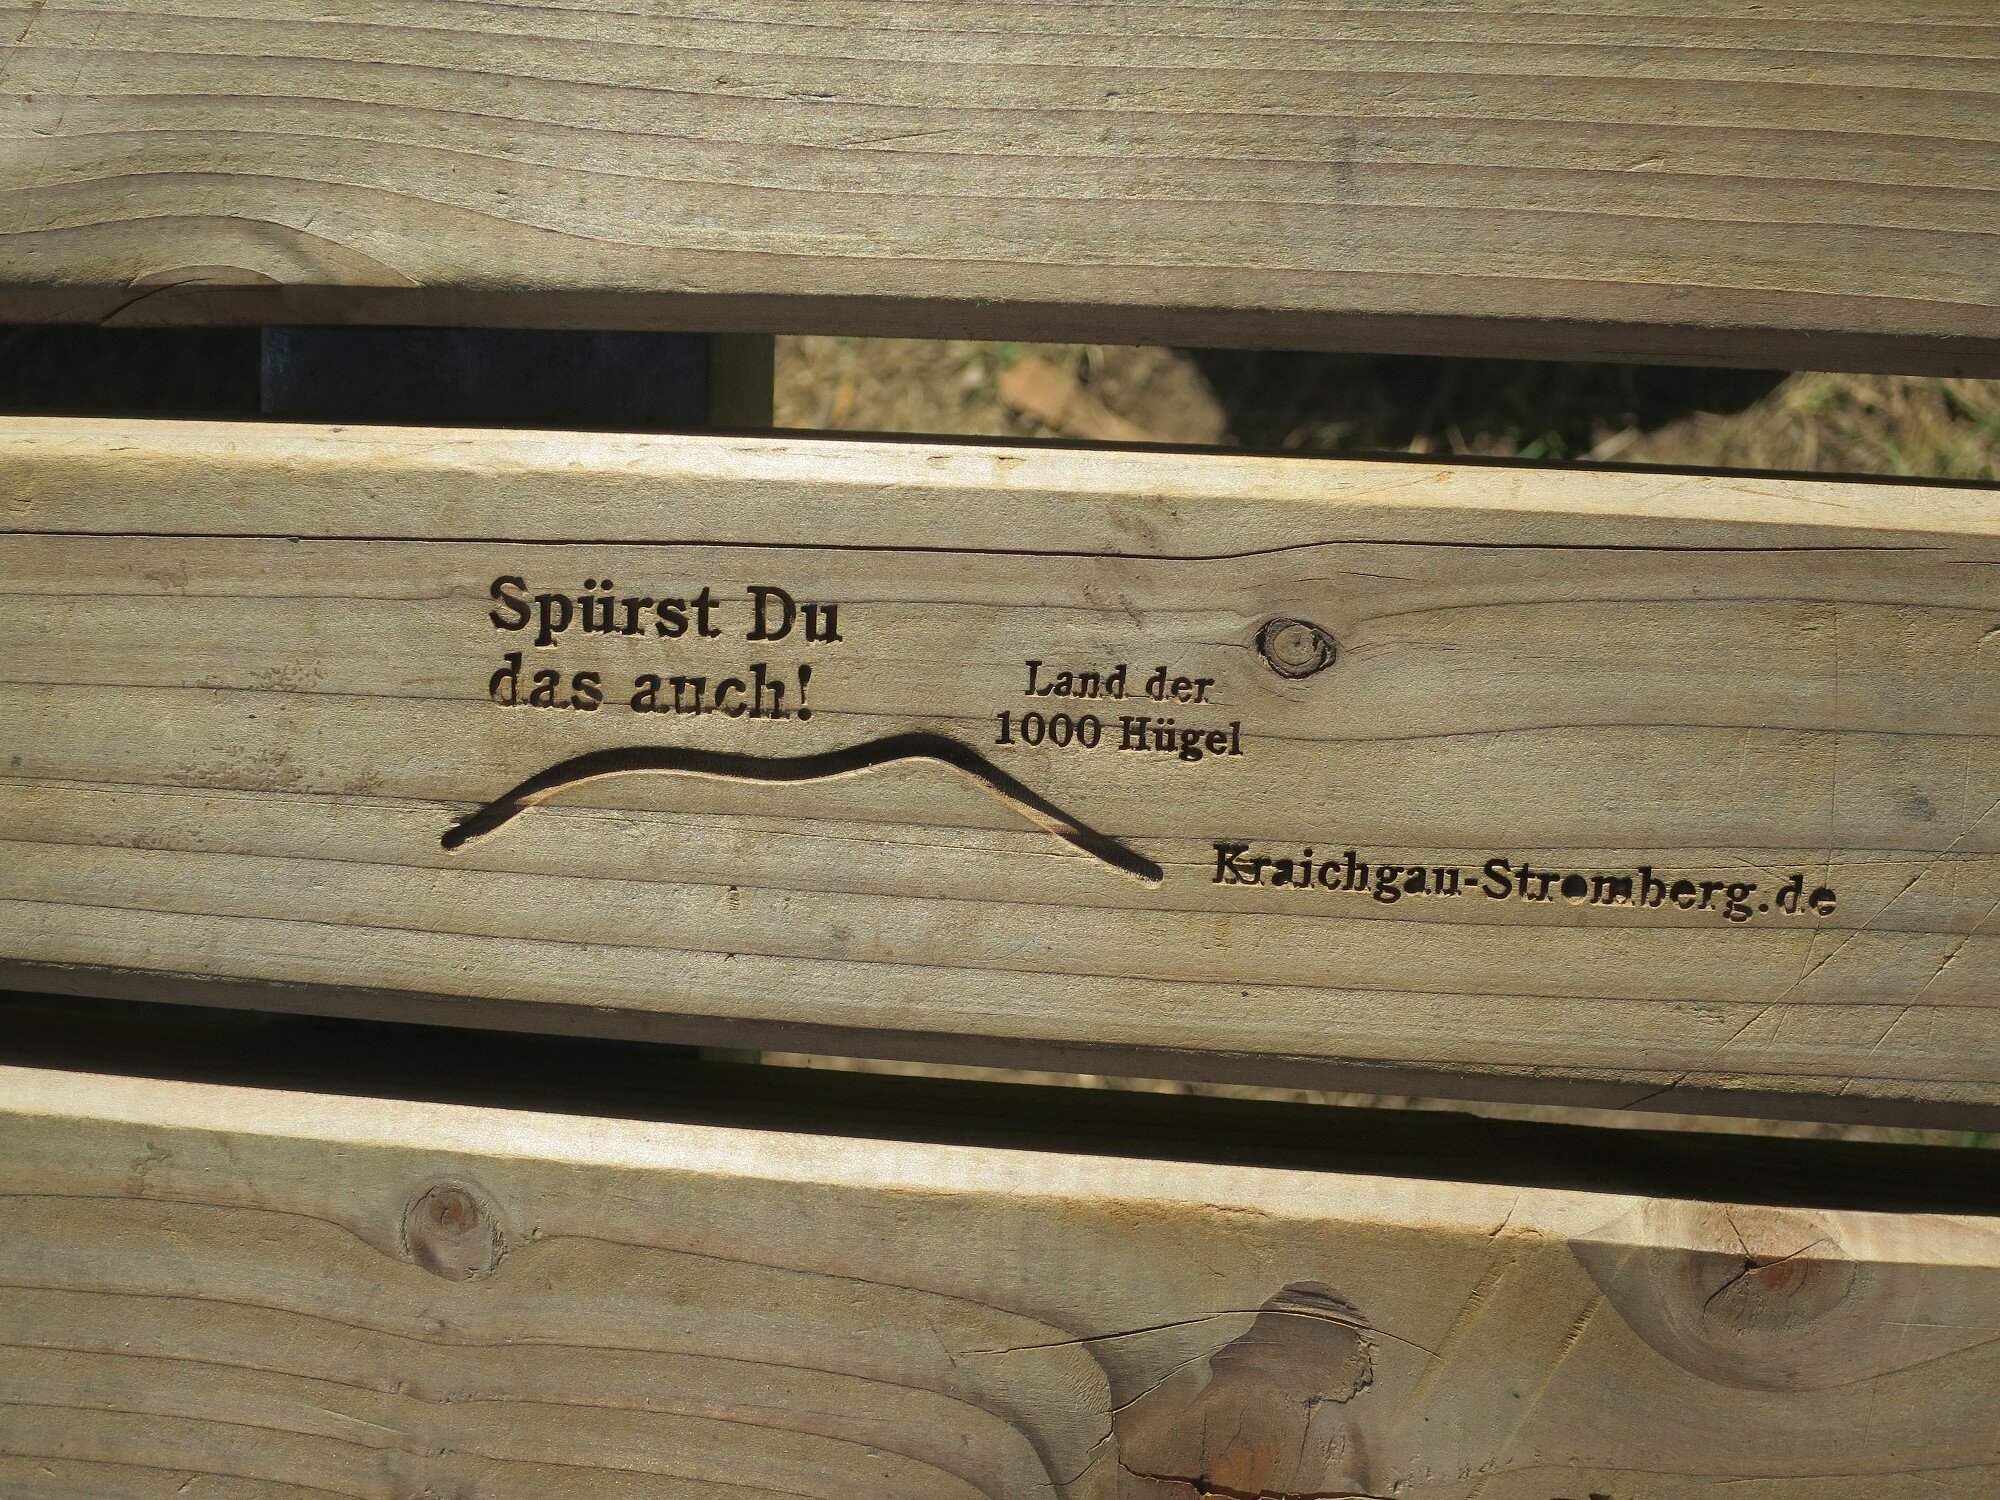 Spürst Du
das auch!
Land der
1000 Hügel
Kraichgau-Stromberg.de